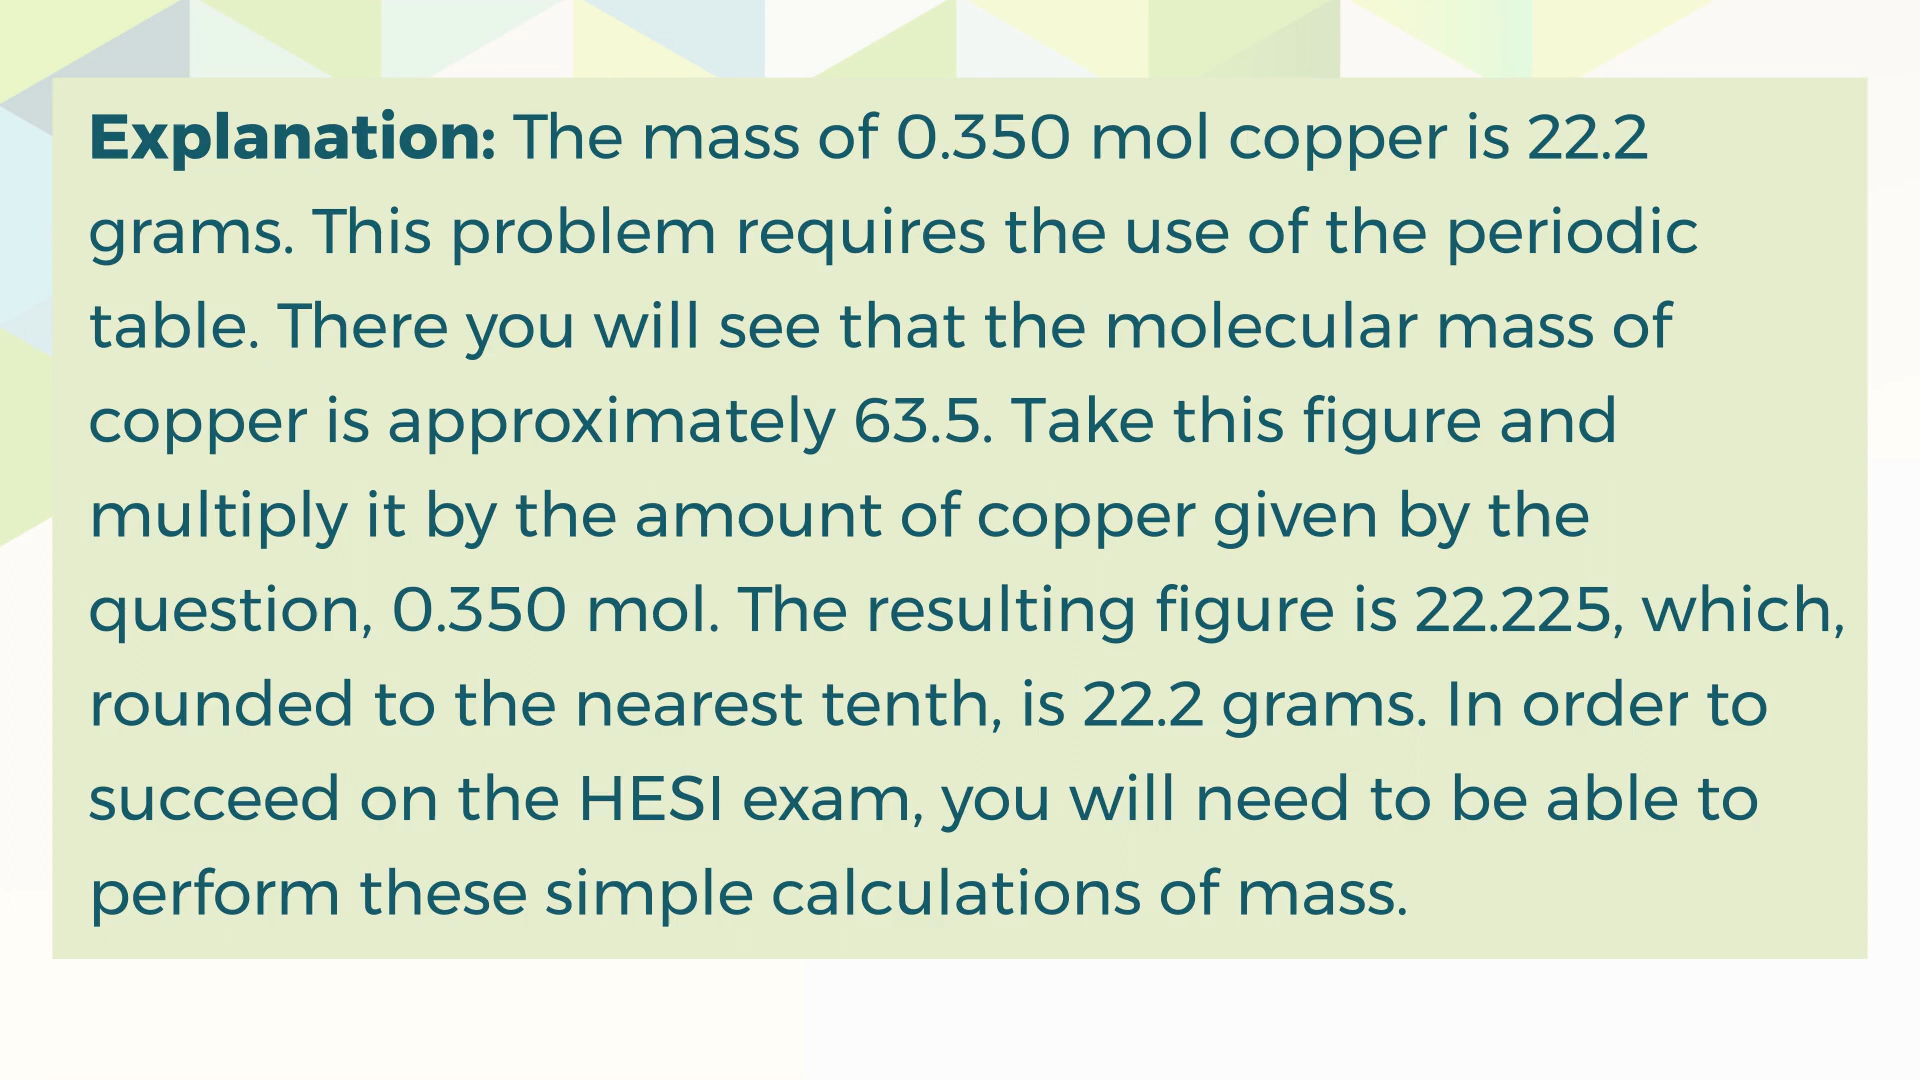 Explanation: The mass of 0.350 mol copper is 22.2
grams. This problem requires the use of the periodic
table. There you will see that the molecular mass of
copper is approximately 63.5. Take this figure and
multiply it by the amount of copper given by the
question, 0.350 mol. The resulting figure is 22.225, which,
rounded to the nearest tenth, is 22.2 grams. In order to
succeed on the HESI exam, you will need to be able to
perform these simple calculations of mass.